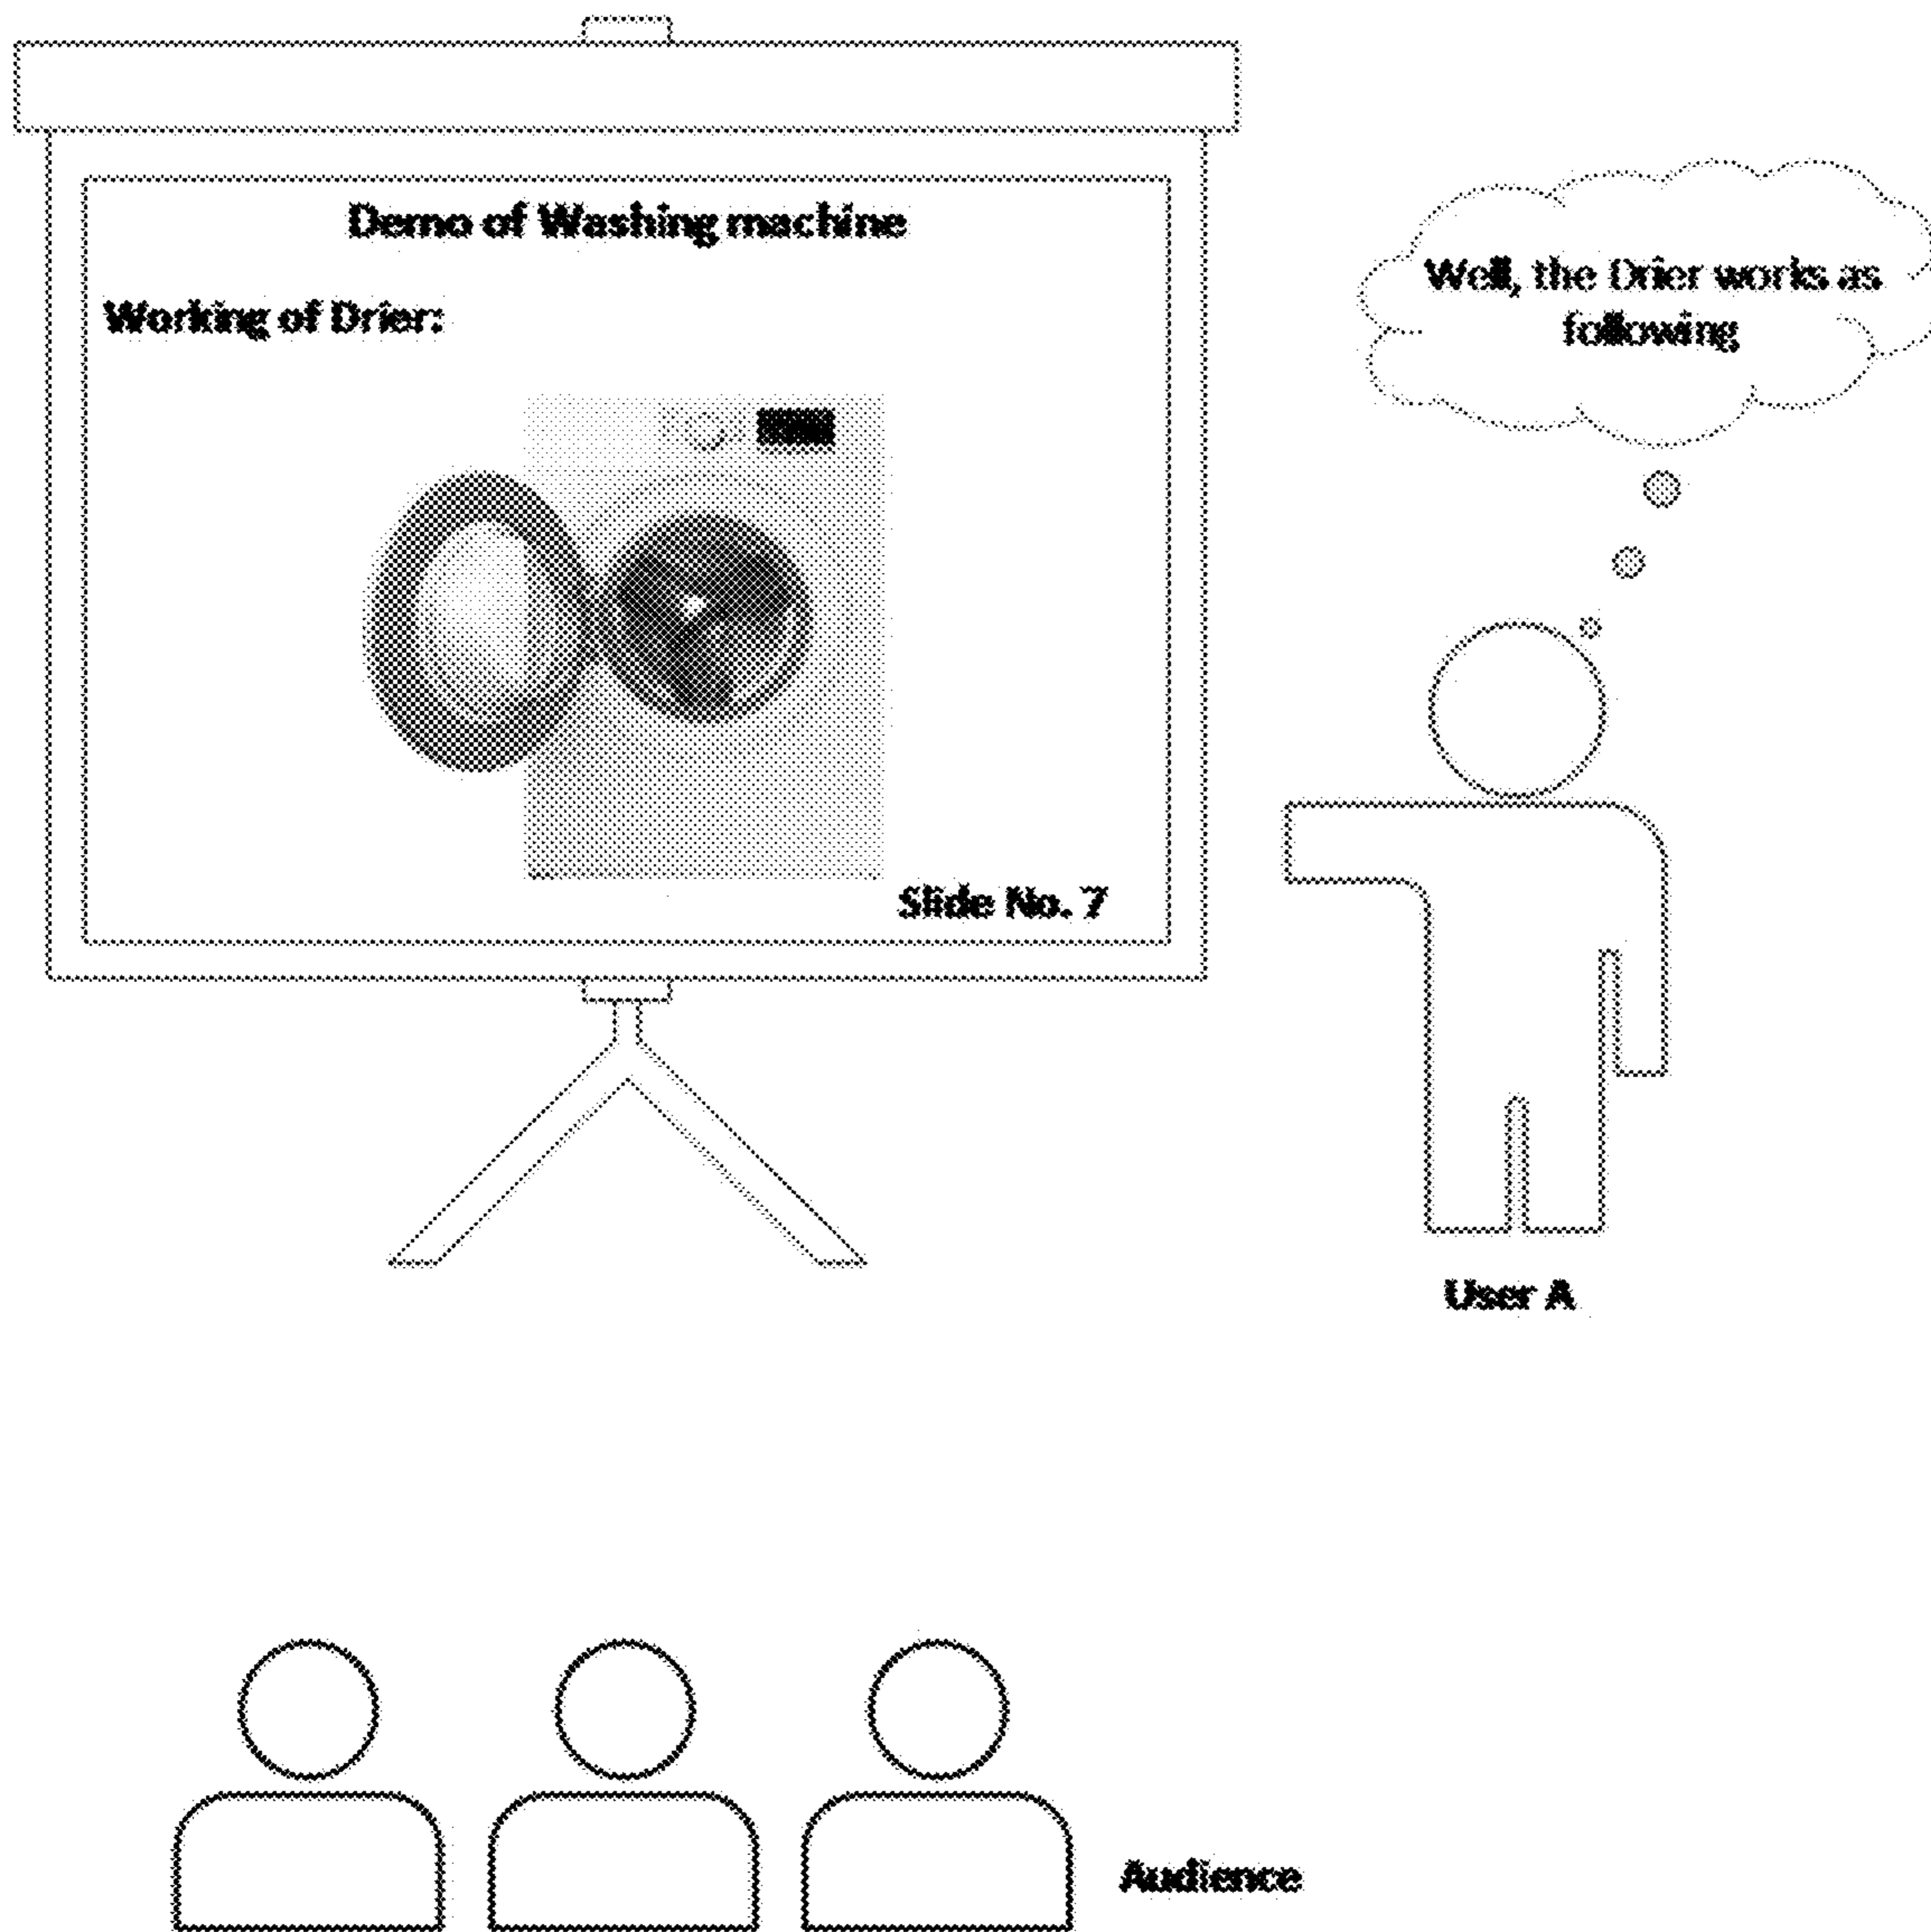 Demo of Washing machine
Working of Drier:
Slide No. 7
Well, the Drier works as
following
User A
Audience